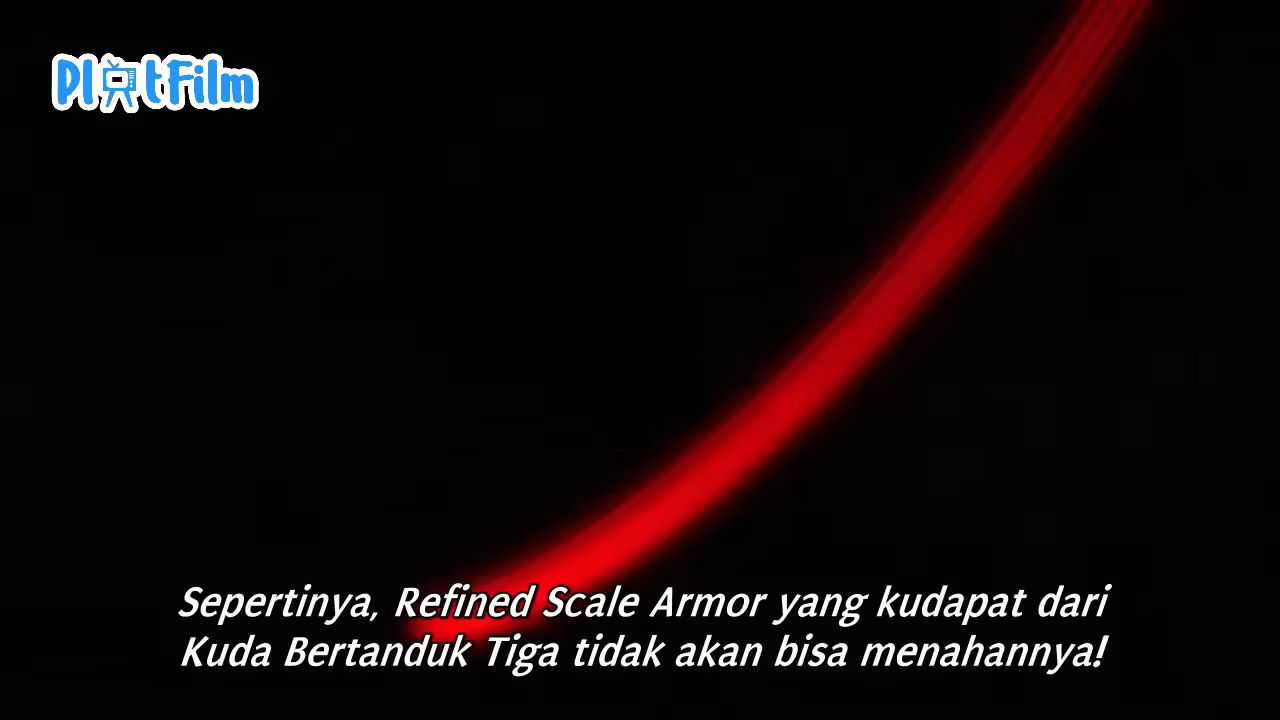 PlotFilm
Sepertinya, Refined Scale Armor yang kudapat dari
Kuda Bertanduk Tiga tidak akan bisa menahannya!